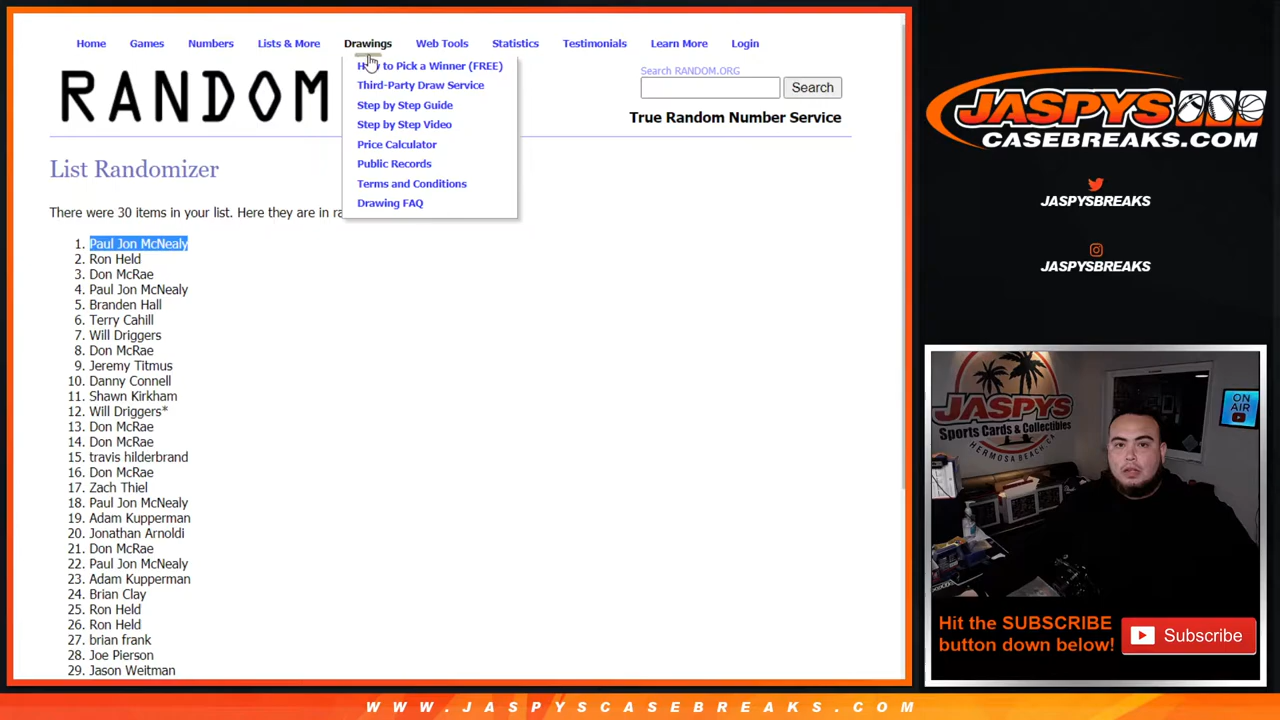 Home Games Numbers Lists & More Drawings Web Tools Statistics Testimonials Learn More Login
to Pick a Winner (FREE)
Third-Party Draw Service
Step by Step Guide
Step by Step Video
Price Calculator
Public Records
Terms and Conditions
Drawing FAQ
RANDOM
Search RANDOM.ORG
Search
True Random Number Service
List Randomizer
There were 30 items in your list. Here they are in ra
1. Paul Jon McNealy
2. Ron Held
3. Don McRae
4. Paul Jon McNealy
5. Branden Hall
6. Terry Cahill
7. Will Driggers
8. Don McRae
9. Jeremy Titmus
10. Danny Connell
11. Shawn Kirkham
12. Will Driggers*
13. Don McRae
14. Don McRae
15. travis hilderbrand
16. Don McRae
17. Zach Thiel
18. Paul Jon McNealy
19. Adam Kupperman
20. Jonathan Arnoldi
21. Don McRae
22. Paul Jon McNealy
23. Adam Kupperman
24. Brian Clay
25. Ron Held
26. Ron Held
27. brian frank
28. Joe Pierson
29. Jason Weitman
JASPYS
CASEBREAKS.COM
JASPYSBREAKS
JASPYSBREAKS
JASPYS
Sports Cards & Collectibles
HERMOSA BEACH, CA
ON
AIR
Hit the SUBSCRIBE
button down below!
Subscribe
WWW.JASPYSCASEBREAKS.COM